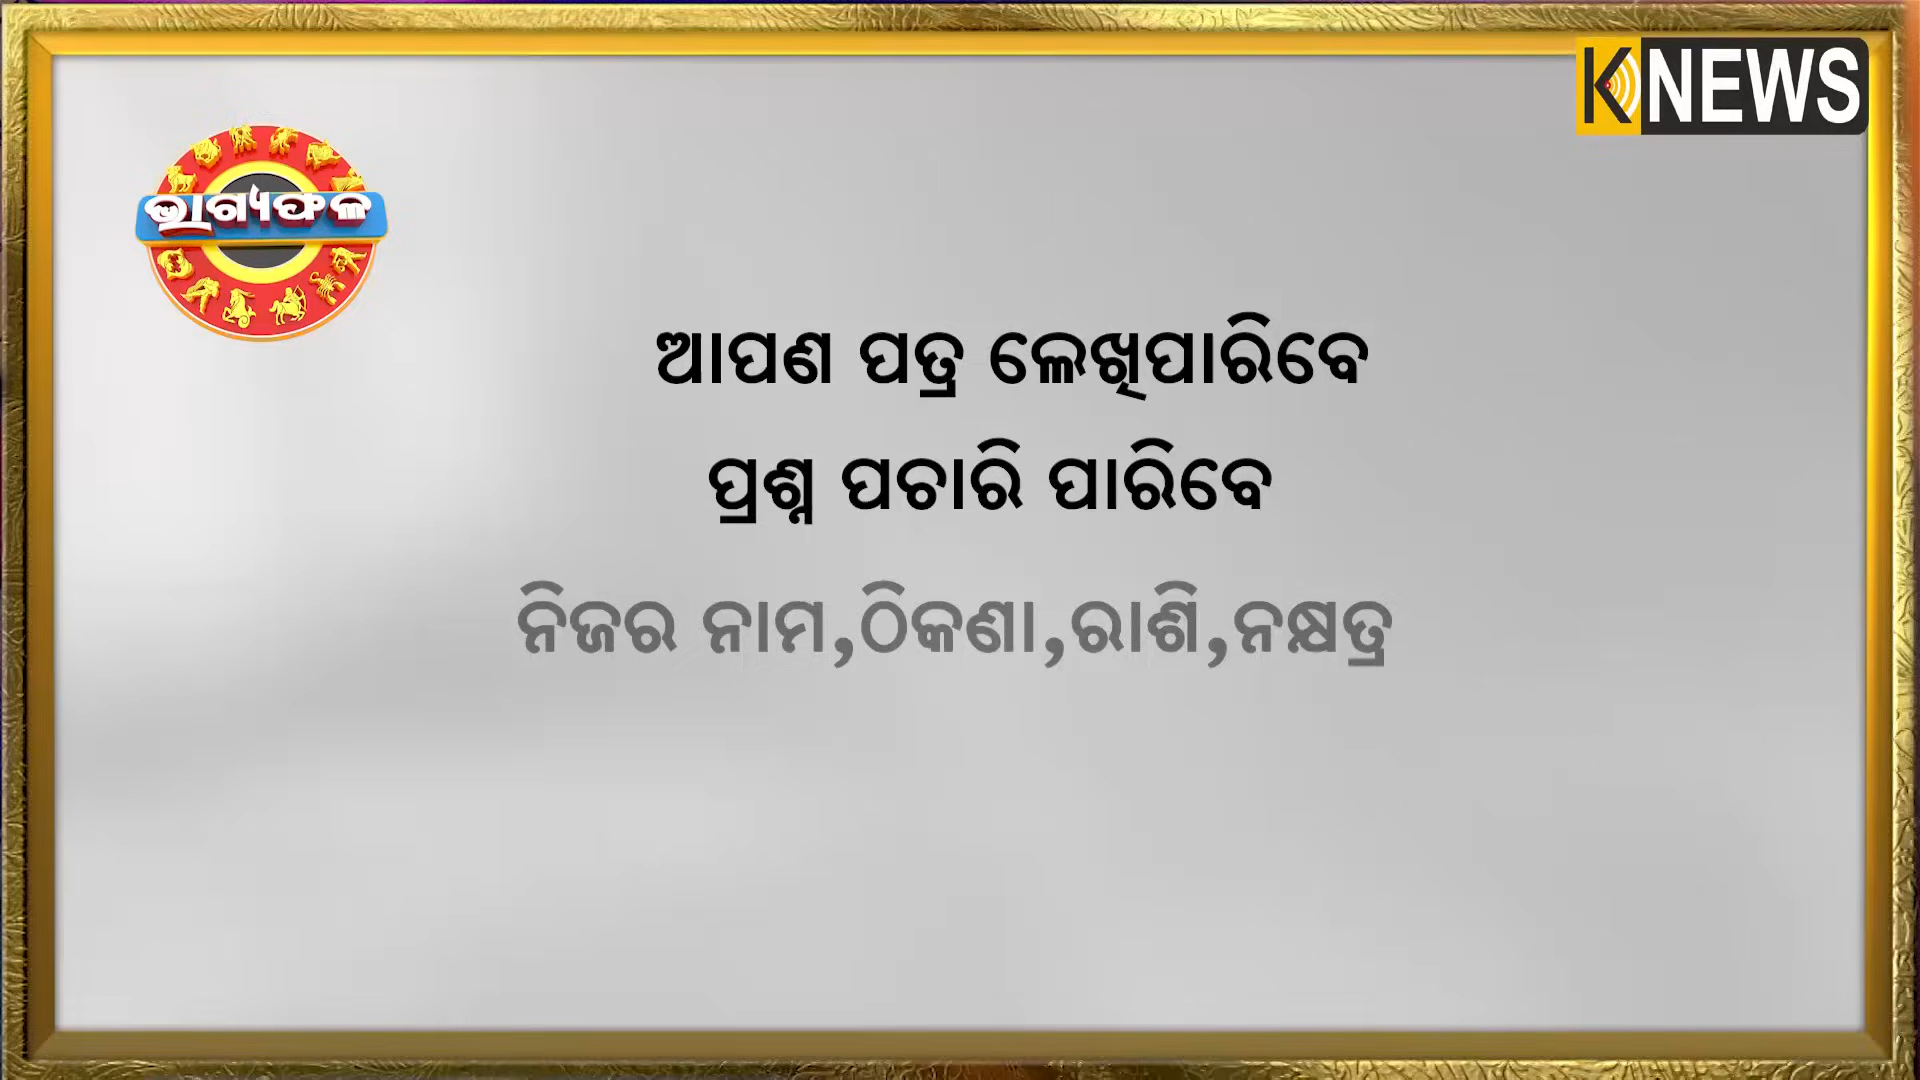 KNEWS
ଭାଗ୍ୟଫଳ
ଆପଣ ପତ୍ର ଲେଖିପାରିବେ
ପ୍ରଶ୍ନ ପଚାରି ପାରିବେ
ନିଜର ନାମ,ଠିକଣା,ରାଶି,ନକ୍ଷତ୍ର